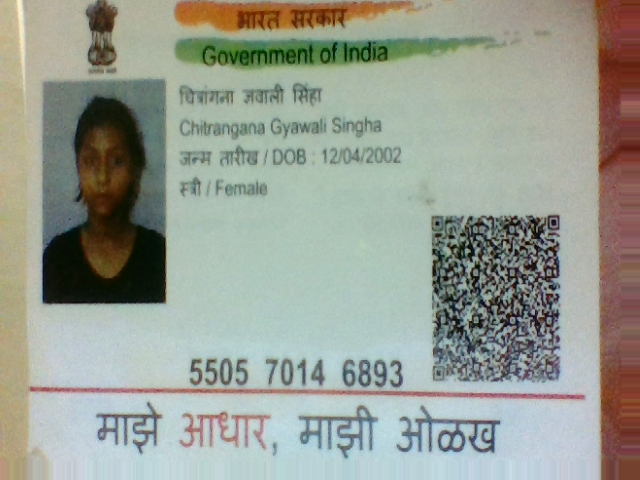 भारत सरकार
Government of India
चित्रांगना ज्ञवाली सिंहा
Chitrangana Gyawali Singha
जन्म तारीख / DOB : 12/04/2002
स्त्री / Female
5505 7014 6893
माझे आधार, माझी ओळख